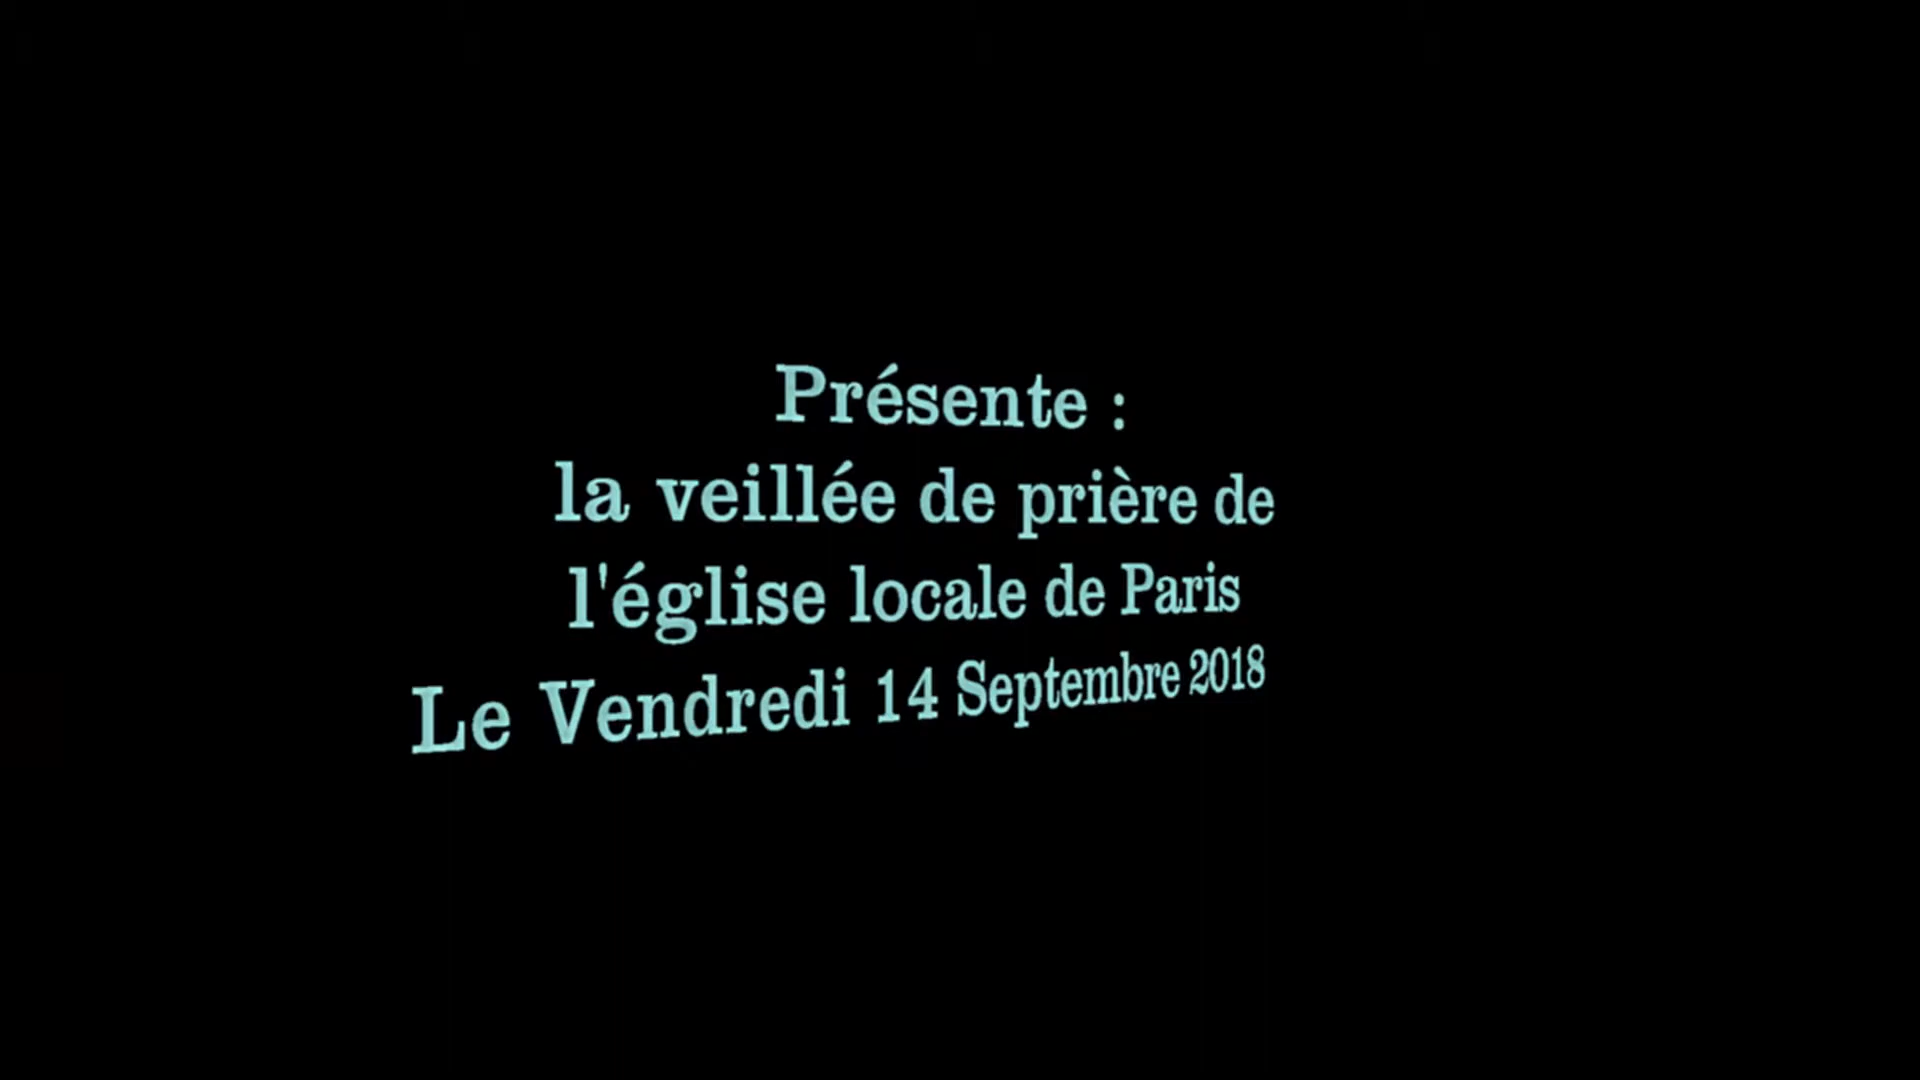 Présente :
la veillée de prière de
l'église locale de Paris
Le Vendredi 14 Septembre 2018